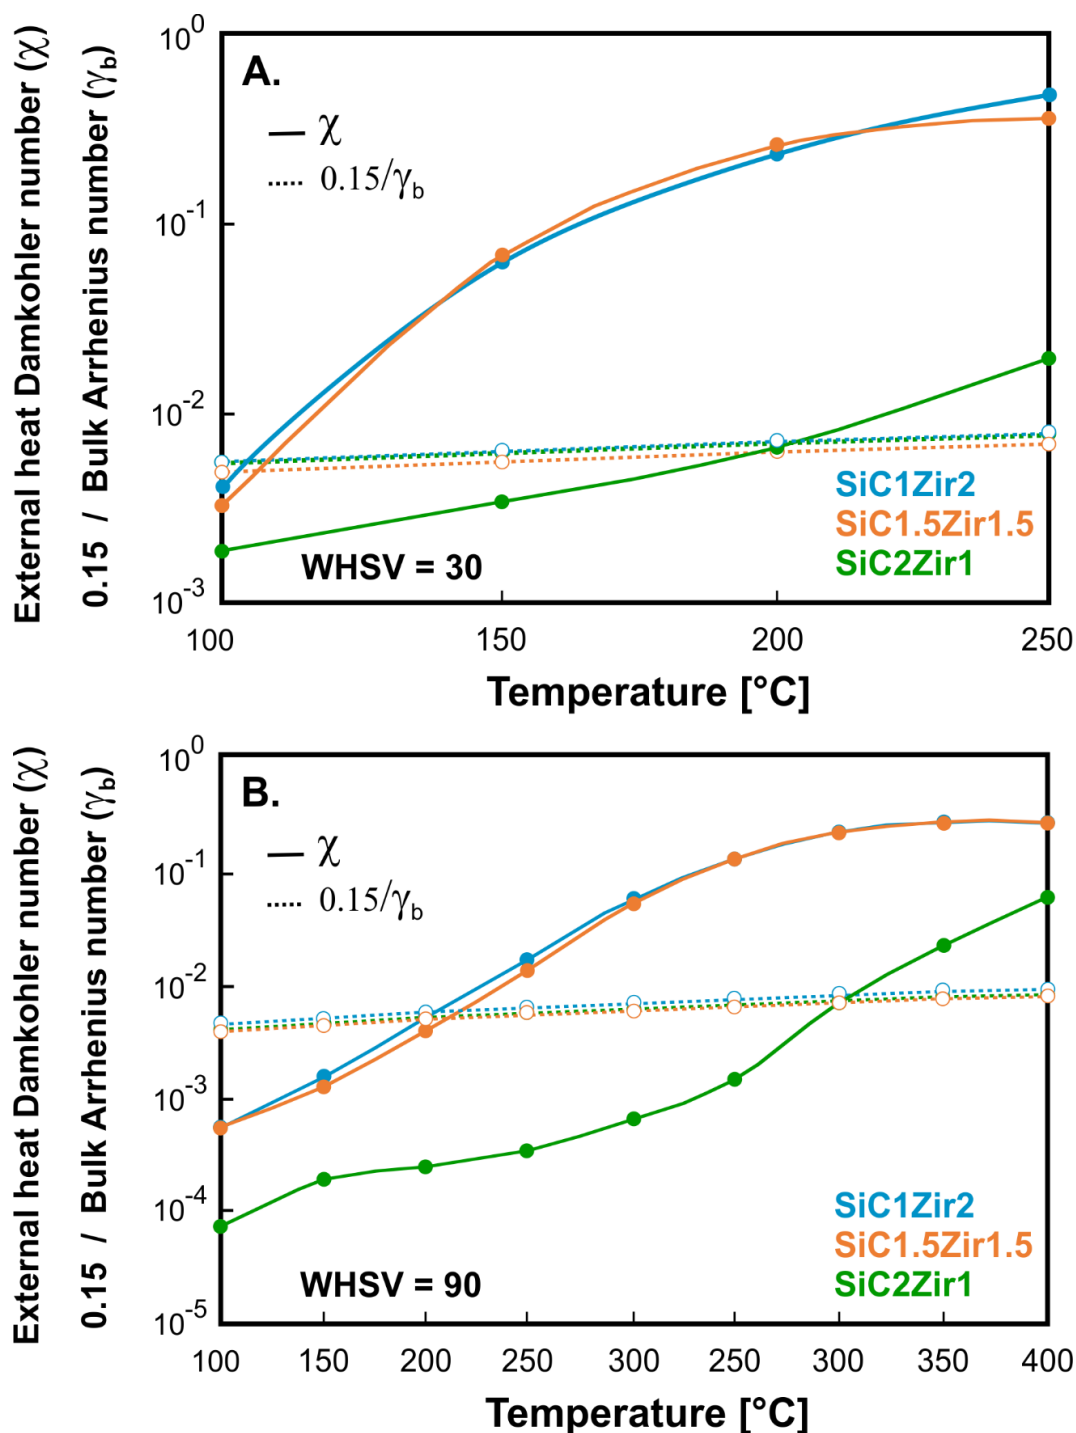 External heat Damkohler number (χ)
0.15 / Bulk Arrhenius number (γb)
10^0
10^-1
10^-2
10^-3
A.
χ
0.15/γb
WHSV = 30
SiC1Zir2
SiC1.5Zir1.5
SiC2Zir1
100
150
200
250
Temperature [°C]
External heat Damkohler number (χ)
0.15 / Bulk Arrhenius number (γb)
10^0
10^-1
10^-2
10^-3
10^-4
10^-5
B.
χ
0.15/γb
WHSV = 90
SiC1Zir2
SiC1.5Zir1.5
SiC2Zir1
100
150
200
250
300
250
300
350
400
Temperature [°C]